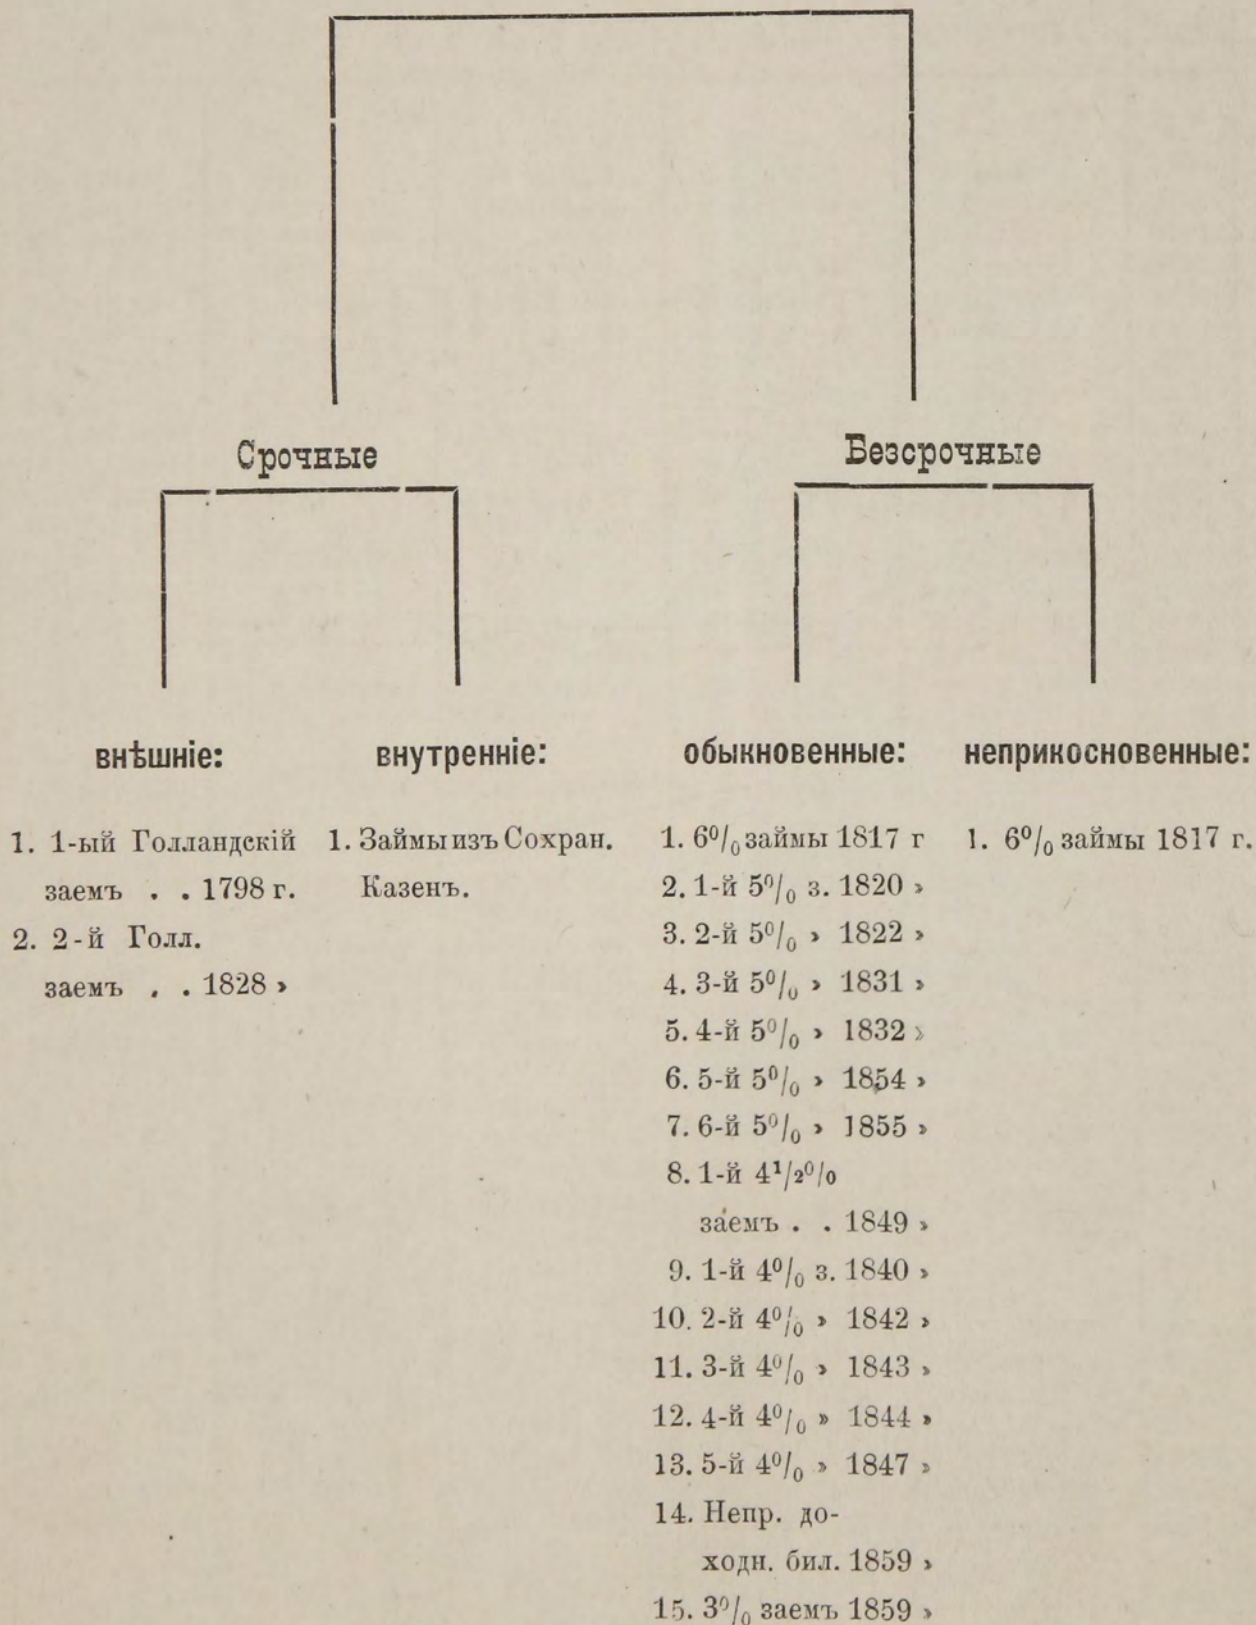 Срочные
Безсрочные
внѣшніе:
1. 1-ый Голландскій
заемъ . . 1798 г.
2. 2-й Голл.
заемъ . . 1828 »
внутренніе:
1. Займы изъ Сохран.
Казенъ.
обыкновенные:
1. 6⁰/₀ займы 1817 г
2. 1-й 5⁰/₀ з. 1820 »
3. 2-й 5⁰/₀ » 1822 »
4. 3-й 5⁰/₀ » 1831 »
5. 4-й 5⁰/₀ » 1832 »
6. 5-й 5⁰/₀ » 1854 »
7. 6-й 5⁰/₀ » 1855 »
8. 1-й 4¹/₂⁰/₀
заемъ . . 1849 »
9. 1-й 4⁰/₀ з. 1840 »
10. 2-й 4⁰/₀ » 1842 »
11. 3-й 4⁰/₀ » 1843 »
12. 4-й 4⁰/₀ » 1844 »
13. 5-й 4⁰/₀ » 1847 »
14. Непр. до-
ходн. бил. 1859 »
15. 3⁰/₀ заемъ 1859 »
неприкосновенные:
1. 6⁰/₀ займы 1817 г.